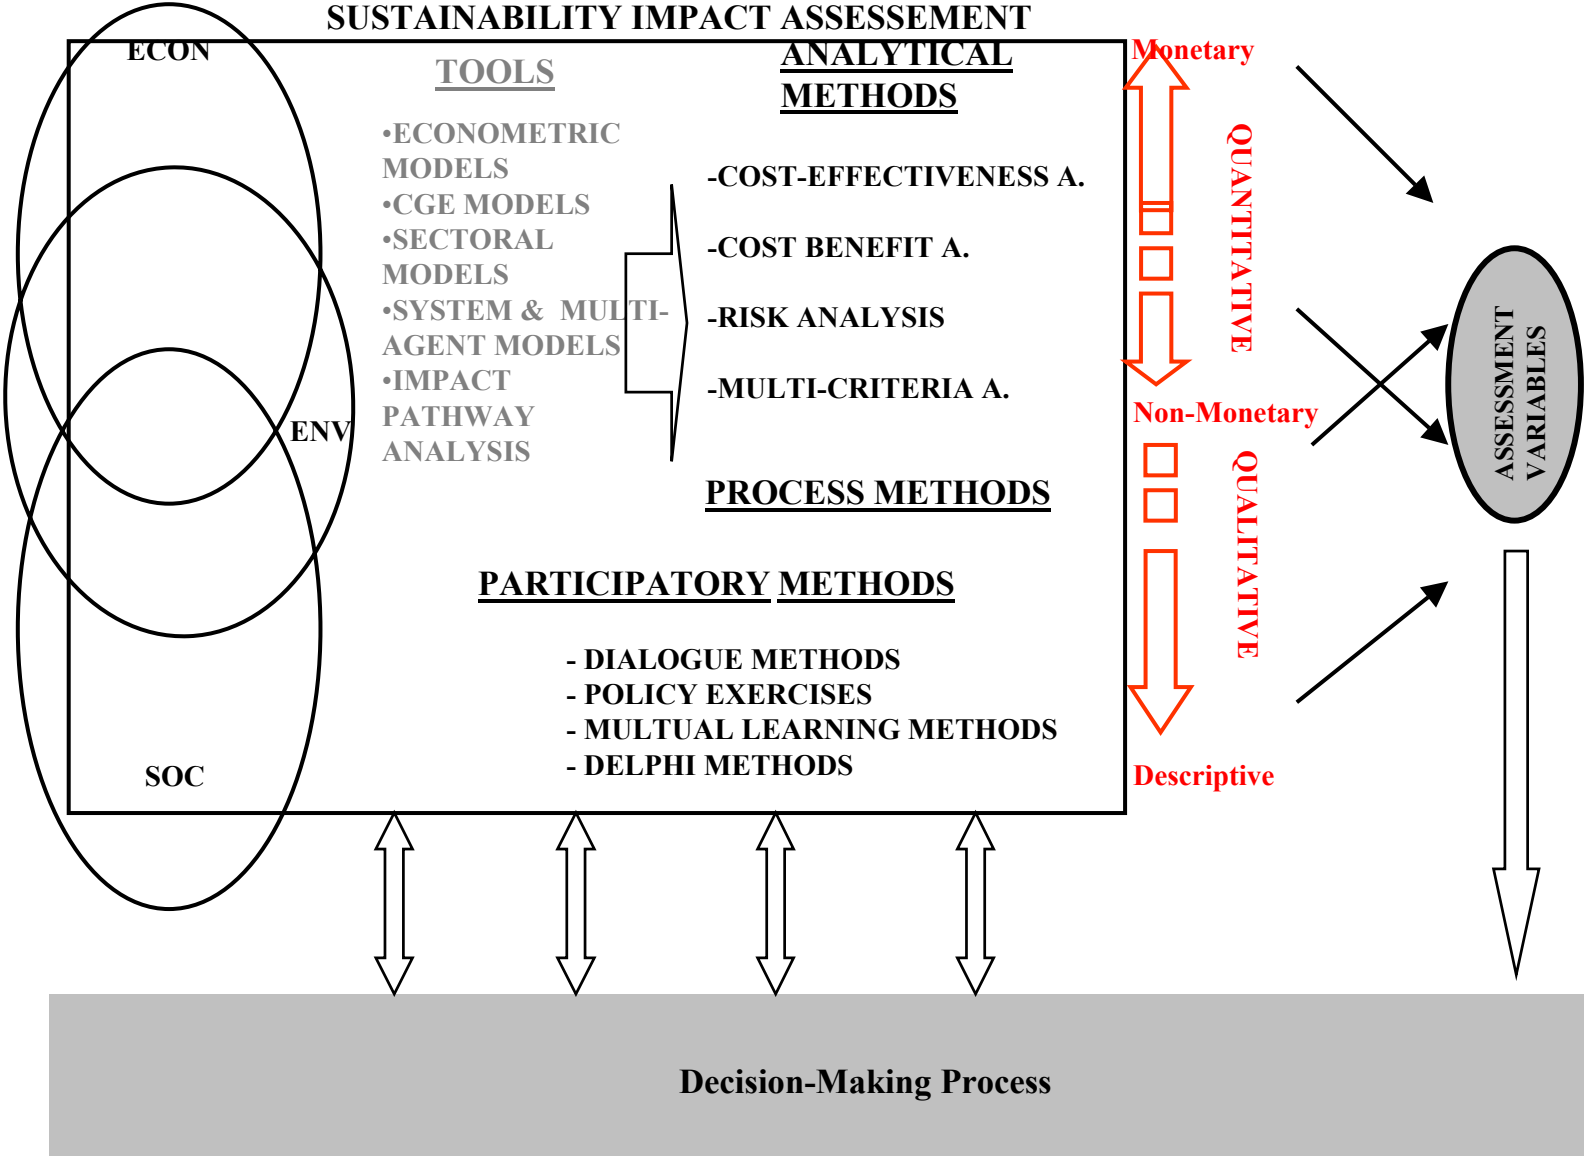 SUSTAINABILITY IMPACT ASSESSEMENT
ECON
ENV
SOC
TOOLS
•ECONOMETRIC
MODELS
•CGE MODELS
•SECTORAL
MODELS
•SYSTEM & MULTI-
AGENT MODELS
•IMPACT
PATHWAY
ANALYSIS
ANALYTICAL
METHODS
-COST-EFFECTIVENESS A.
-COST BENEFIT A.
-RISK ANALYSIS
-MULTI-CRITERIA A.
PROCESS METHODS
PARTICIPATORY METHODS
- DIALOGUE METHODS
- POLICY EXERCISES
- MULTUAL LEARNING METHODS
- DELPHI METHODS
Monetary
QUANTITATIVE
Non-Monetary
QUALITATIVE
Descriptive
ASSESSMENT
VARIABLES
Decision-Making Process